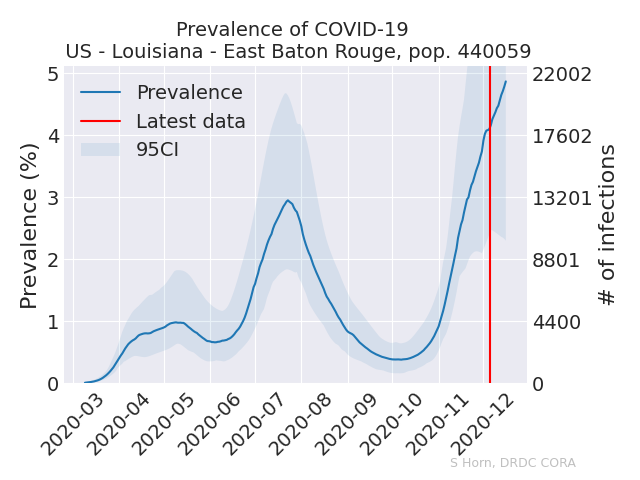 Prevalence of COVID-19
US - Louisiana - East Baton Rouge, pop. 440059
Prevalence
Latest data
95CI
Prevalence (%)
5
4
3
2
1
0
22002
17602
13201
8801
4400
0
# of infections
2020-03
2020-04
2020-05
2020-06
2020-07
2020-08
2020-09
2020-10
2020-11
2020-12
S Horn, DRDC CORA